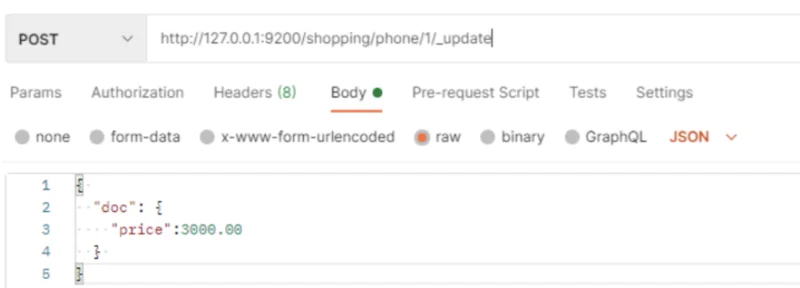 POST http://127.0.0.1:9200/shopping/phone/1/_update
Params Authorization Headers (8) Body Pre-request Script Tests Settings
none form-data x-www-form-urlencoded raw binary GraphQL JSON
1 {
2 "doc": {
3 "price":3000.00
4 }
5 }